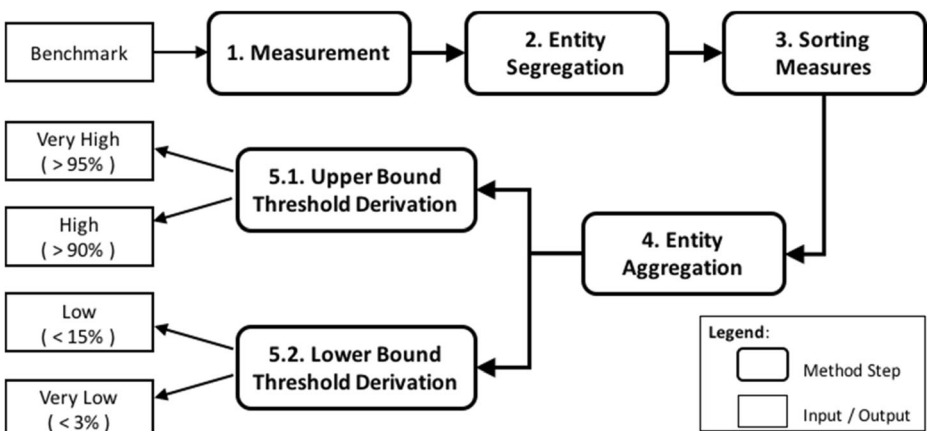 Benchmark
1. Measurement
2. Entity
Segregation
3. Sorting
Measures
4. Entity
Aggregation
5.1. Upper Bound
Threshold Derivation
Very High
( > 95% )
High
( > 90% )
5.2. Lower Bound
Threshold Derivation
Low
( < 15% )
Very Low
( < 3% )
Legend:
Method Step
Input / Output